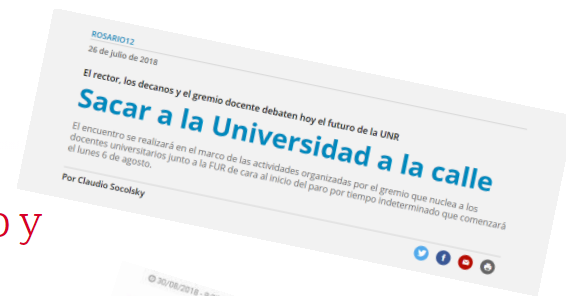 ROSARIO12
26 de julio de 2018
El rector, los decanos y el gremio docente debaten hoy el futuro de la UNR
Sacar a la Universidad a la calle
El encuentro se realizará en el marco de las actividades organizadas por el gremio que nuclea a los
docentes universitarios junto a la FUR de cara al inicio del paro por tiempo indeterminado que comenzará
el lunes 6 de agosto.
Por Claudio Socolsky
y
30/08/2018 -